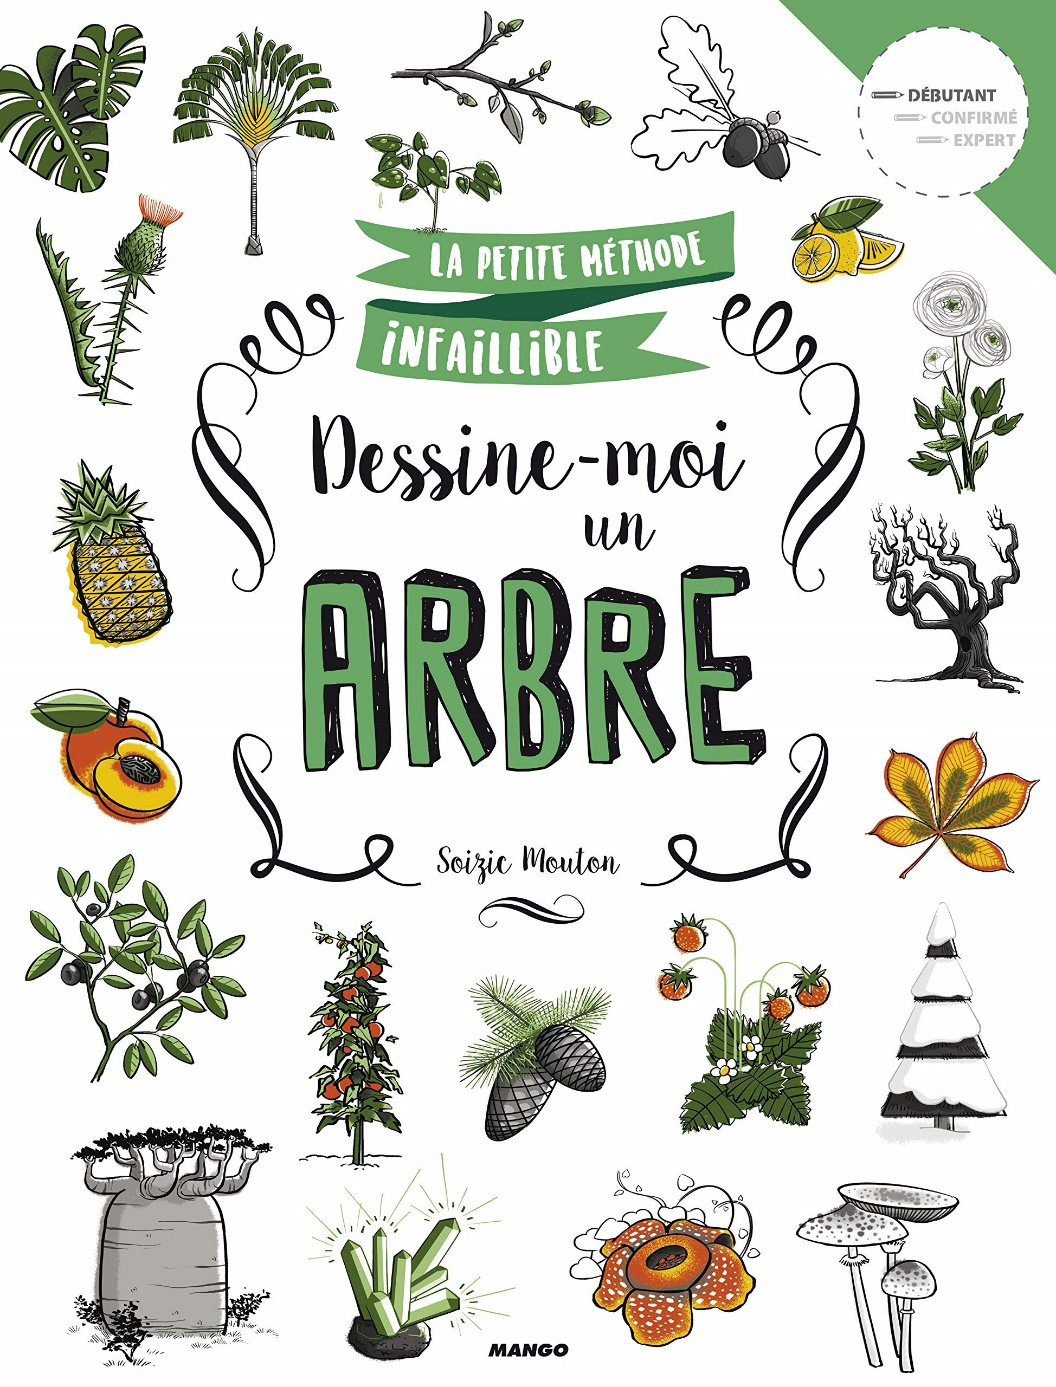 DÉBUTANT
CONFIRMÉ
EXPERT
LA PETITE MÉTHODE
iNFAiLLiBLE
Dessine-moi
un
ARBRE
Soizic Mouton
MANGO